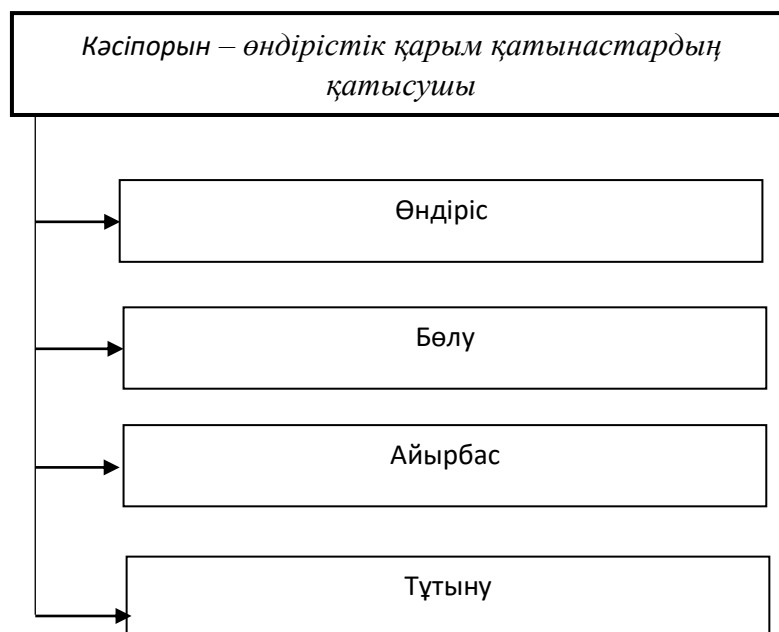 Кәсіпорын – өндірістік қарым қатынастардың
қатысушы
Өндіріс
Бөлу
Айырбас
Тұтыну